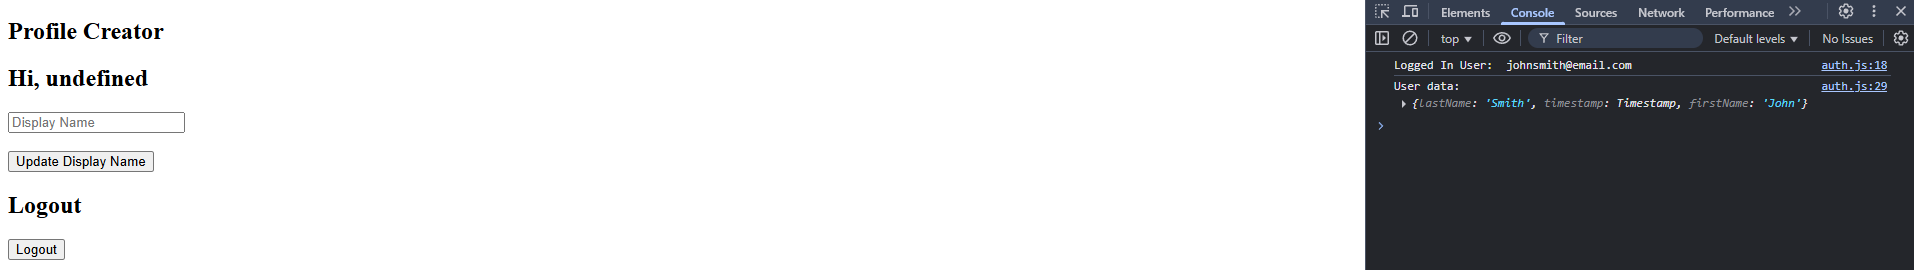 Profile Creator
Hi, undefined
Display Name
Update Display Name
Logout
Logout
Elements Console Sources Network Performance
top Filter Default levels No Issues
Logged In User: johnsmith@email.com auth.js:18
User data: auth.js:29
{lastName: 'Smith', timestamp: Timestamp, firstName: 'John'}